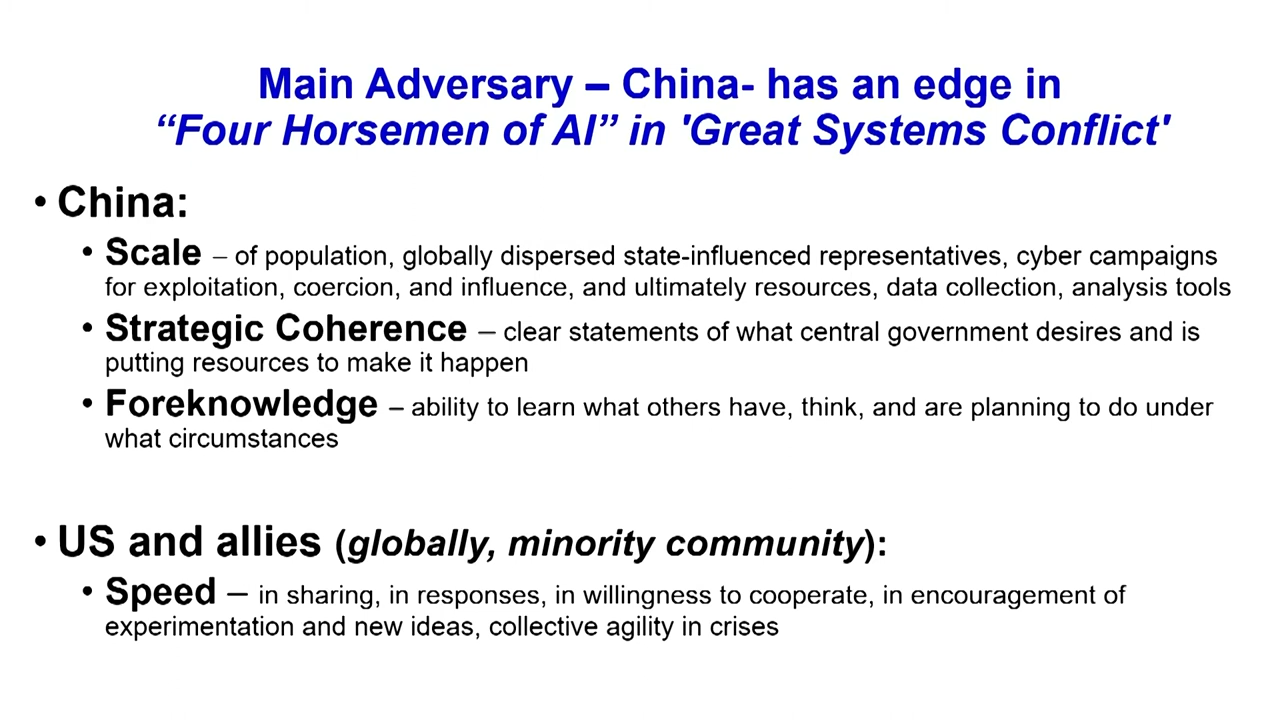 Main Adversary – China- has an edge in
“Four Horsemen of AI” in 'Great Systems Conflict'
• China:
• Scale – of population, globally dispersed state-influenced representatives, cyber campaigns
for exploitation, coercion, and influence, and ultimately resources, data collection, analysis tools
• Strategic Coherence – clear statements of what central government desires and is
putting resources to make it happen
• Foreknowledge – ability to learn what others have, think, and are planning to do under
what circumstances
• US and allies (globally, minority community):
• Speed – in sharing, in responses, in willingness to cooperate, in encouragement of
experimentation and new ideas, collective agility in crises